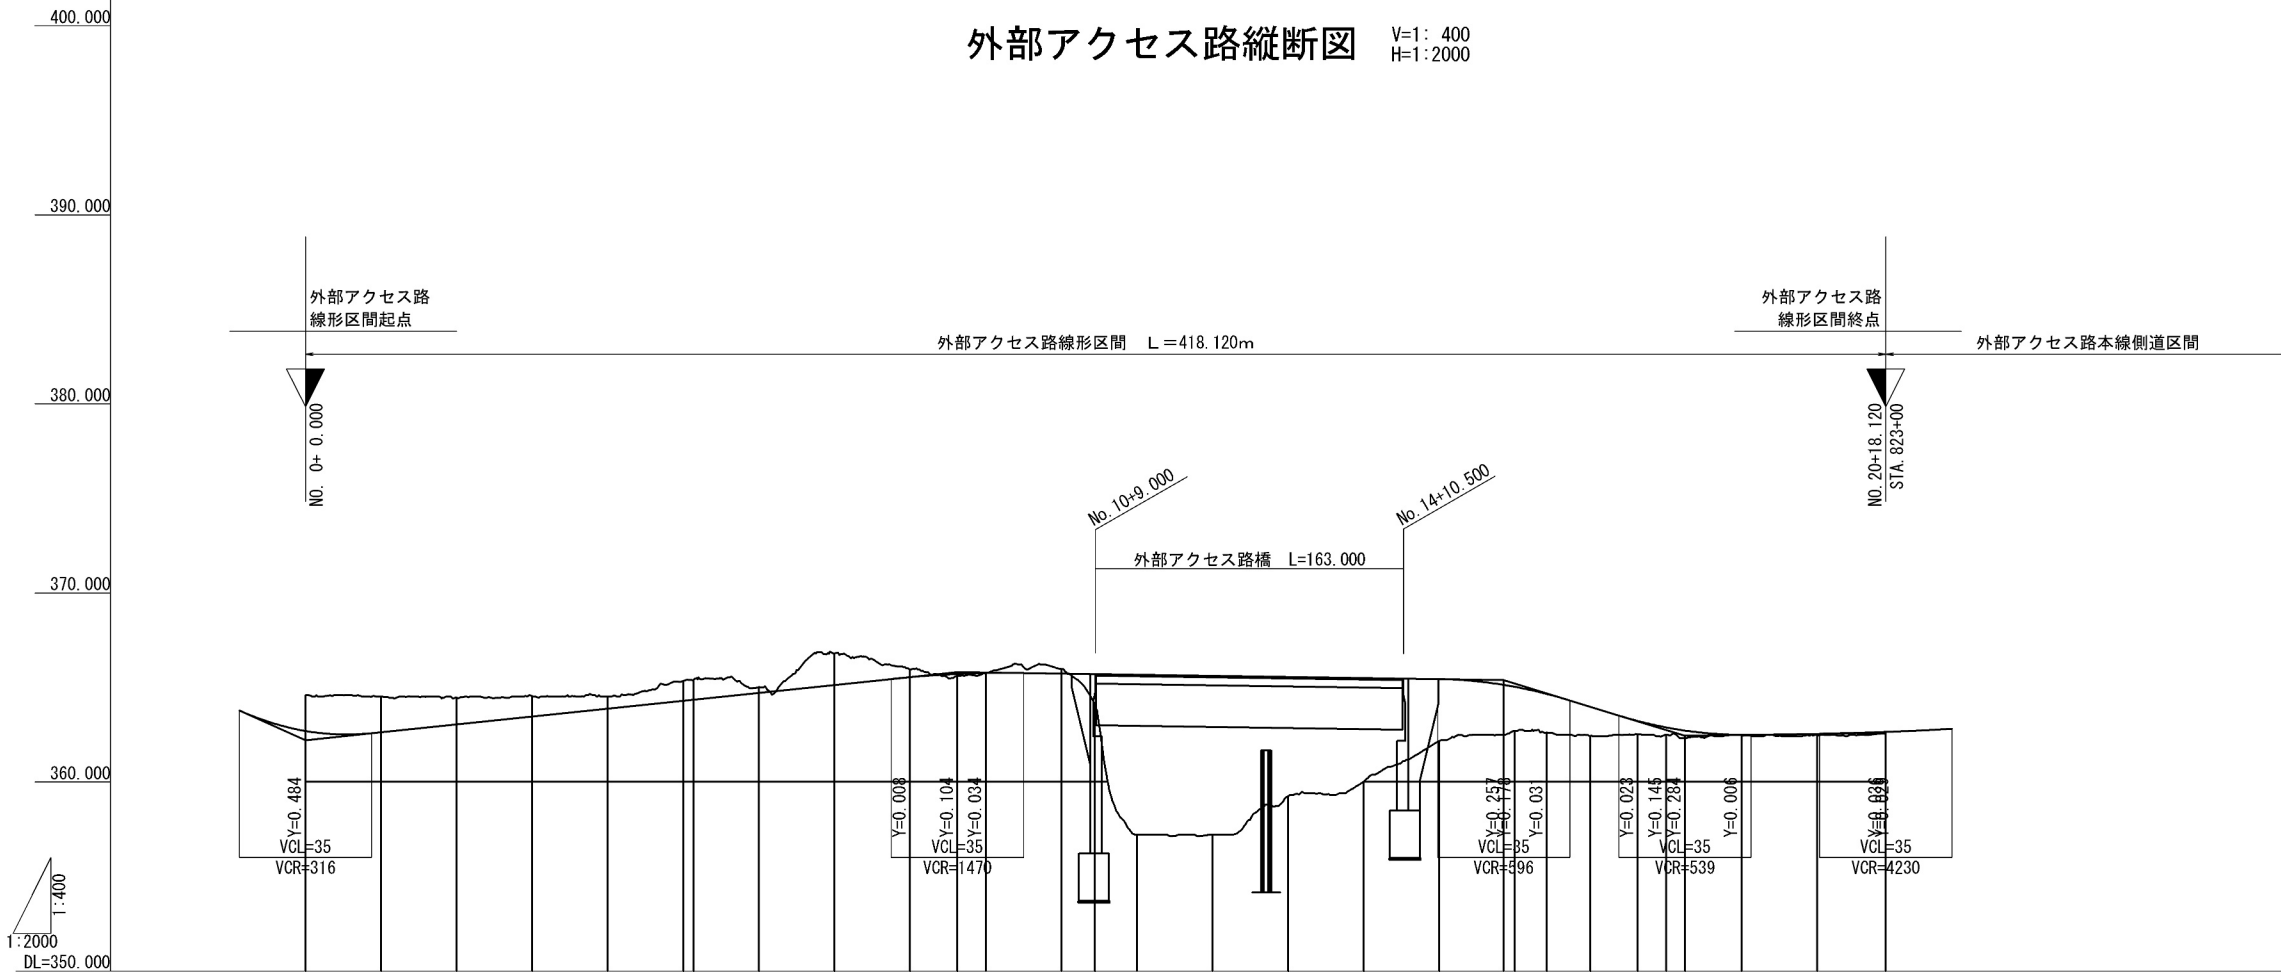 外部アクセス路縦断図
V=1: 400
H=1:2000
400.000
390.000
380.000
370.000
360.000
DL=350.000
1:400
1:2000
外部アクセス路
線形区間起点
外部アクセス路線形区間 L=418.120m
外部アクセス路
線形区間終点
外部アクセス路本線側道区間
NO. 0+ 0.000
NO.20+18.120
STA.823+00
No.10+9.000
No.14+10.500
外部アクセス路橋 L=163.000
Y=0.484
VCL=35
VCR=316
Y=0.008
Y=0.104
Y=0.034
VCL=35
VCR=1470
Y=0.257
Y=0.178
Y=0.031
VCL=35
VCR=596
Y=0.023
Y=0.145
Y=0.284
Y=0.006
VCL=35
VCR=539
VCL=35
VCR=4230